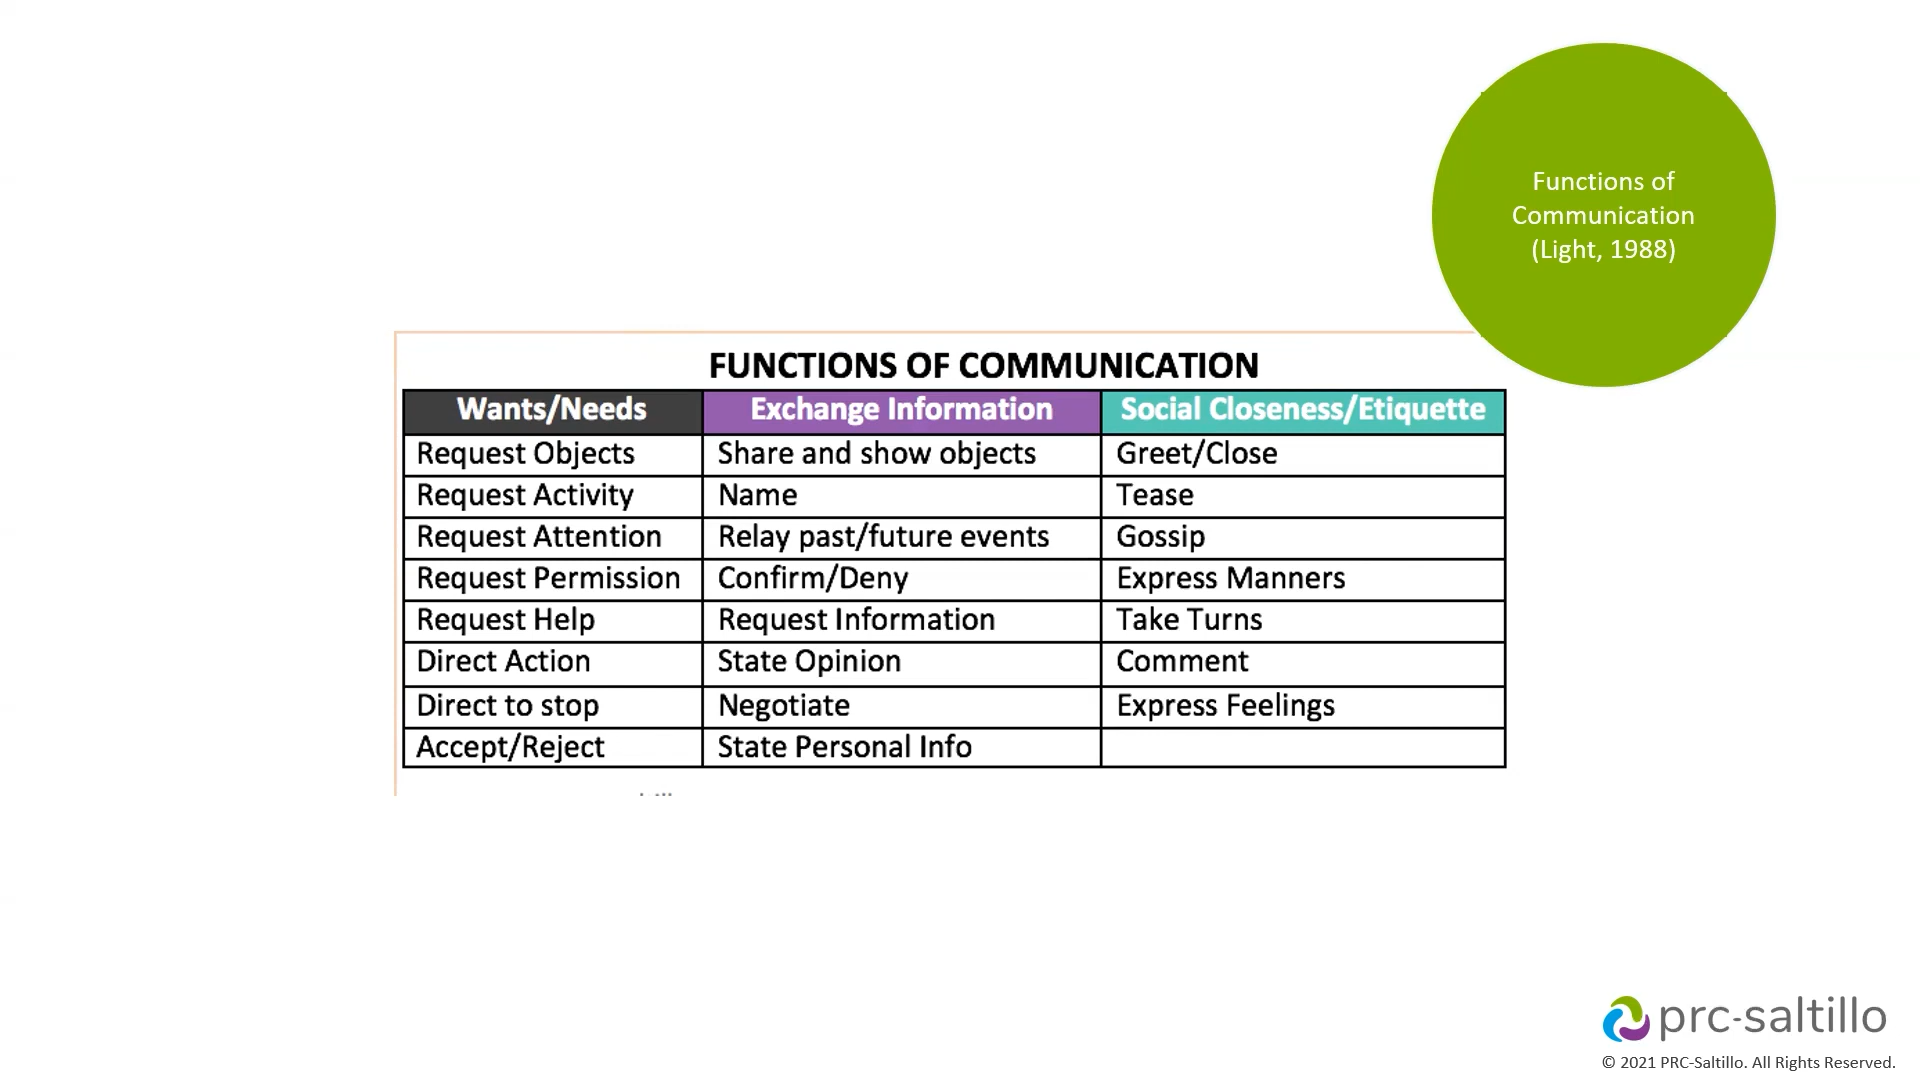 Functions of
Communication
(Light, 1988)
FUNCTIONS OF COMMUNICATION
Wants/Needs Exchange Information Social Closeness/Etiquette
Request Objects Share and show objects Greet/Close
Request Activity Name Tease
Request Attention Relay past/future events Gossip
Request Permission Confirm/Deny Express Manners
Request Help Request Information Take Turns
Direct Action State Opinion Comment
Direct to stop Negotiate Express Feelings
Accept/Reject State Personal Info
prc-saltillo
© 2021 PRC-Saltillo. All Rights Reserved.